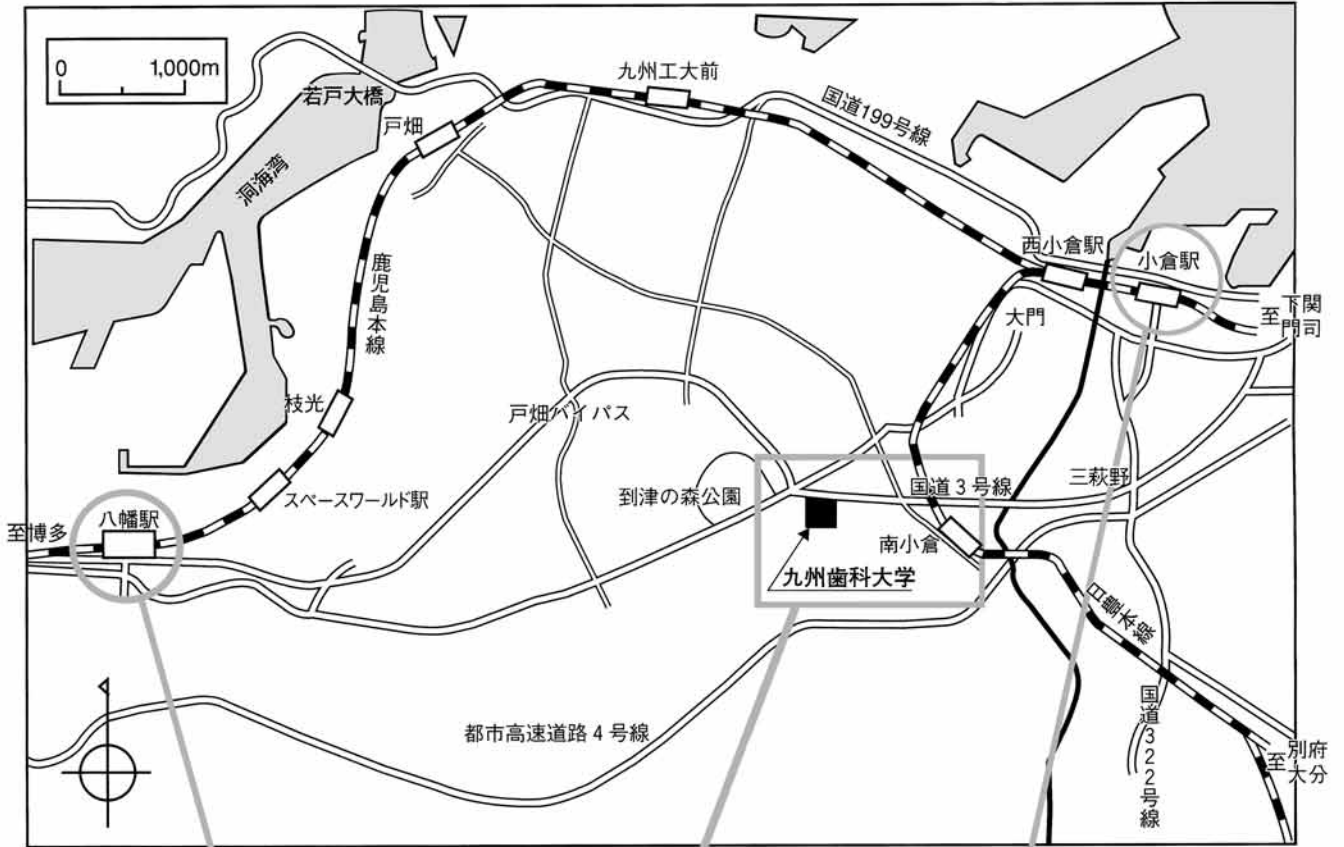 0 1,000m
若戸大橋
九州工大前
国道199号線
戸畑
洞海湾
西小倉駅
小倉駅
鹿児島本線
大門
至 下関
門司
枝光
戸畑バイパス
スペースワールド駅
到津の森公園
国道3号線
三萩野
至博多
八幡駅
南小倉
九州歯科大学
日豊本線
都市高速道路4号線
国道322号線
至 別府
大分